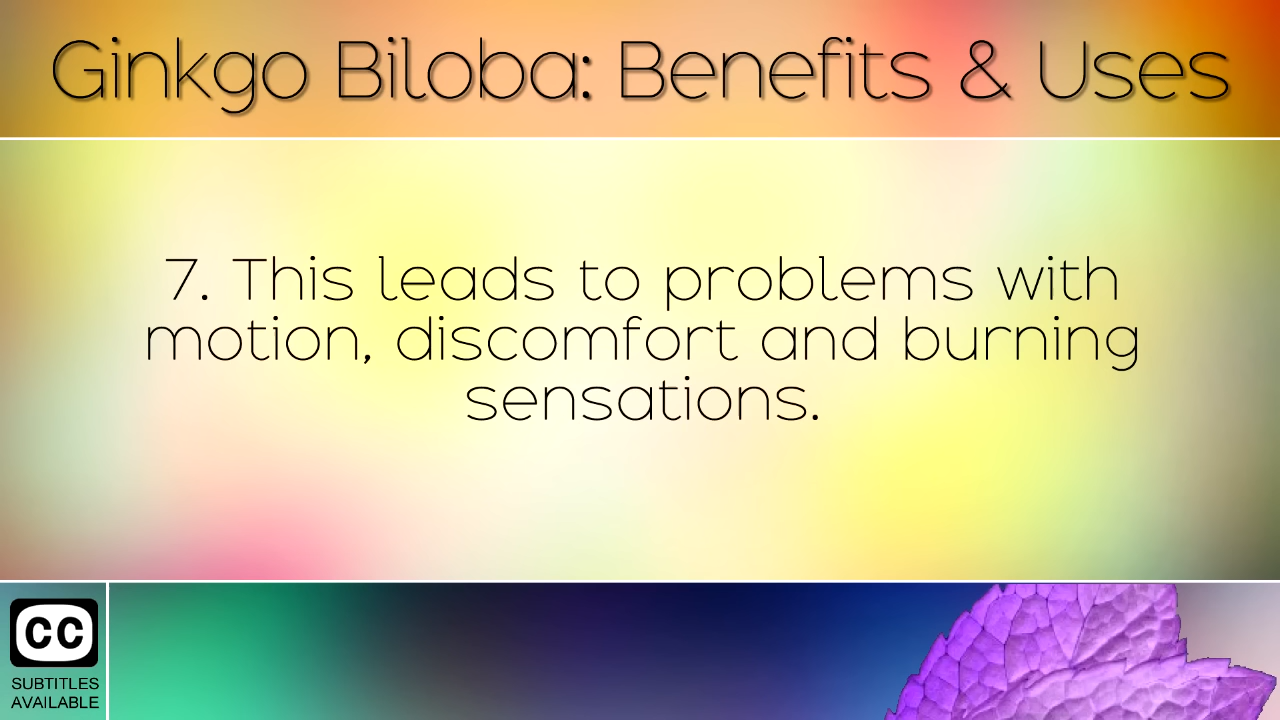 Ginkgo Biloba: Benefits & Uses
7. This leads to problems with
motion, discomfort and burning
sensations.
CC
SUBTITLES
AVAILABLE